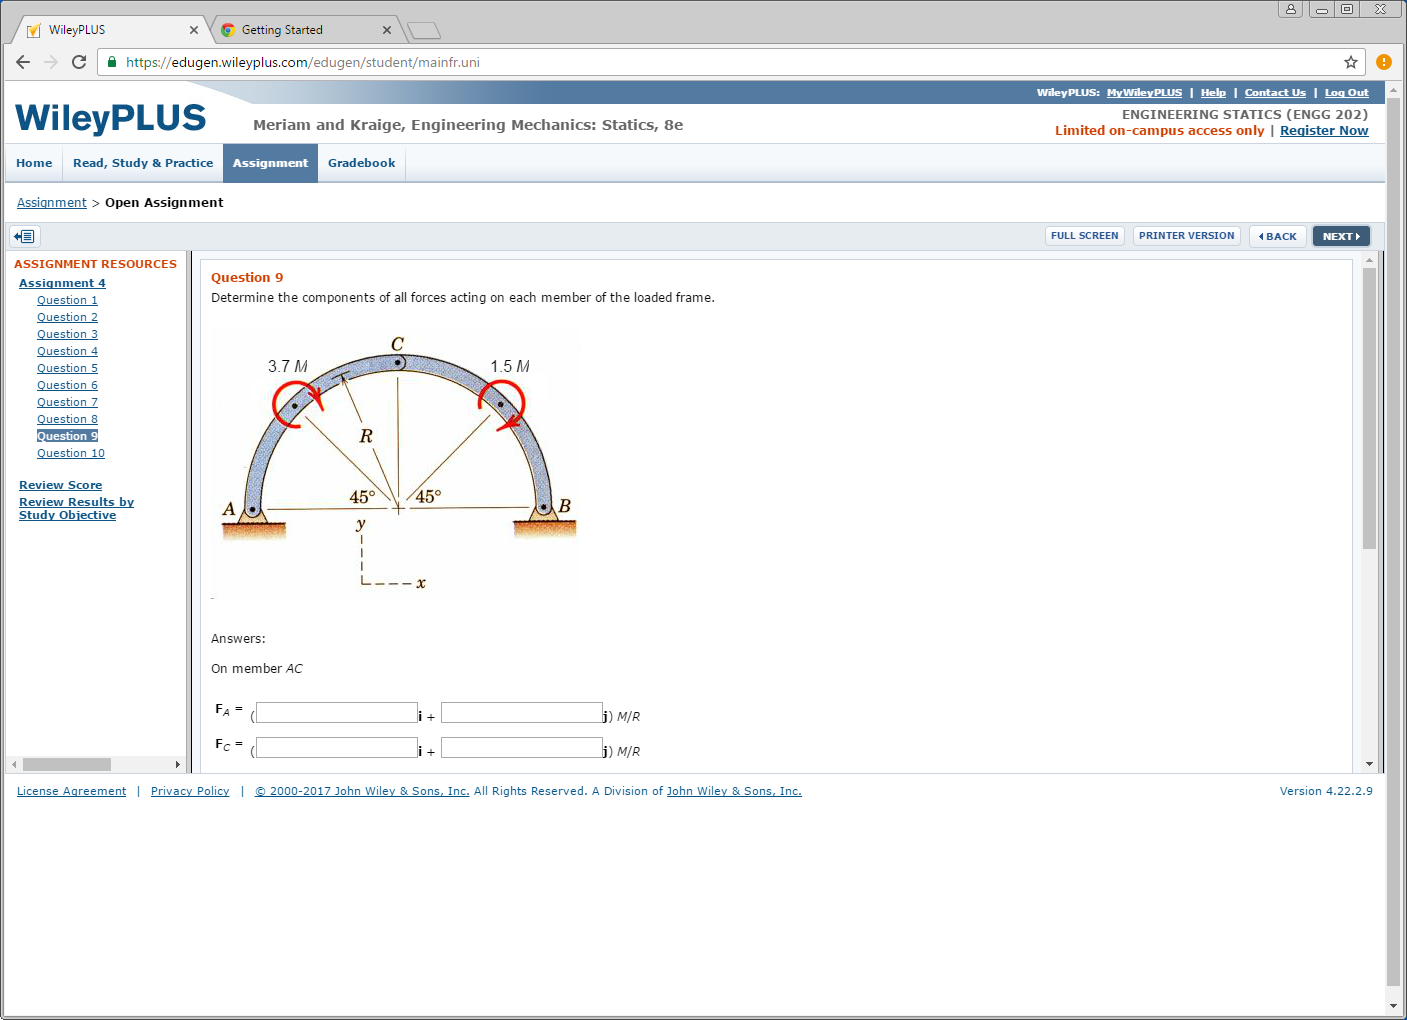 WileyPLUS
Getting Started
https://edugen.wileyplus.com/edugen/student/mainfr.uni
WileyPLUS: MyWileyPLUS | Help | Contact Us | Log Out
WileyPLUS
Meriam and Kraige, Engineering Mechanics: Statics, 8e
ENGINEERING STATICS (ENGG 202)
Limited on-campus access only | Register Now
Home
Read, Study & Practice
Assignment
Gradebook
Assignment > Open Assignment
FULL SCREEN
PRINTER VERSION
BACK
NEXT
ASSIGNMENT RESOURCES
Assignment 4
Question 1
Question 2
Question 3
Question 4
Question 5
Question 6
Question 7
Question 8
Question 9
Question 10
Review Score
Review Results by
Study Objective
Question 9
Determine the components of all forces acting on each member of the loaded frame.
C
3.7 M
1.5 M
R
45°
45°
A
B
y
x
Answers:
On member AC
FA = ( i + j) M/R
FC = ( i + j) M/R
License Agreement | Privacy Policy | © 2000-2017 John Wiley & Sons, Inc. All Rights Reserved. A Division of John Wiley & Sons, Inc.
Version 4.22.2.9